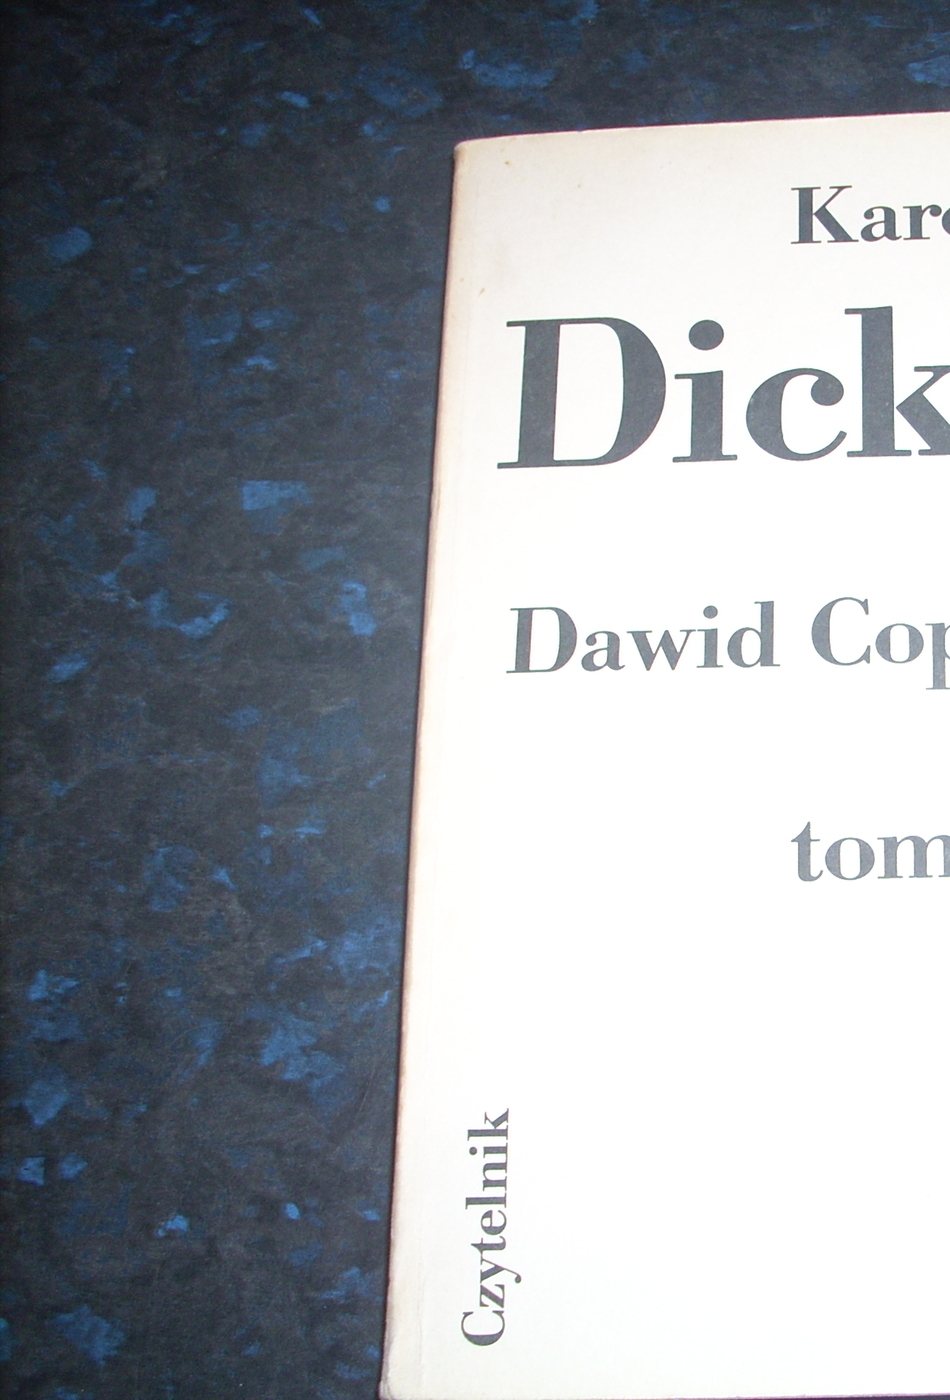 Karo
Dick
Dawid Cop
tom
Czytelnik